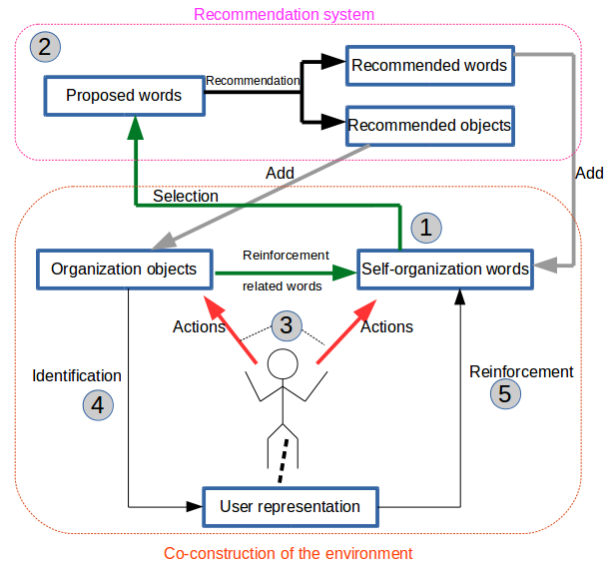 Recommendation system
2
Proposed words
Recommendation
Recommended words
Recommended objects
Add
Add
Selection
1
Organization objects
Reinforcement
related words
Self-organization words
Actions
3
Actions
Identification
4
Reinforcement
5
User representation
Co-construction of the environment